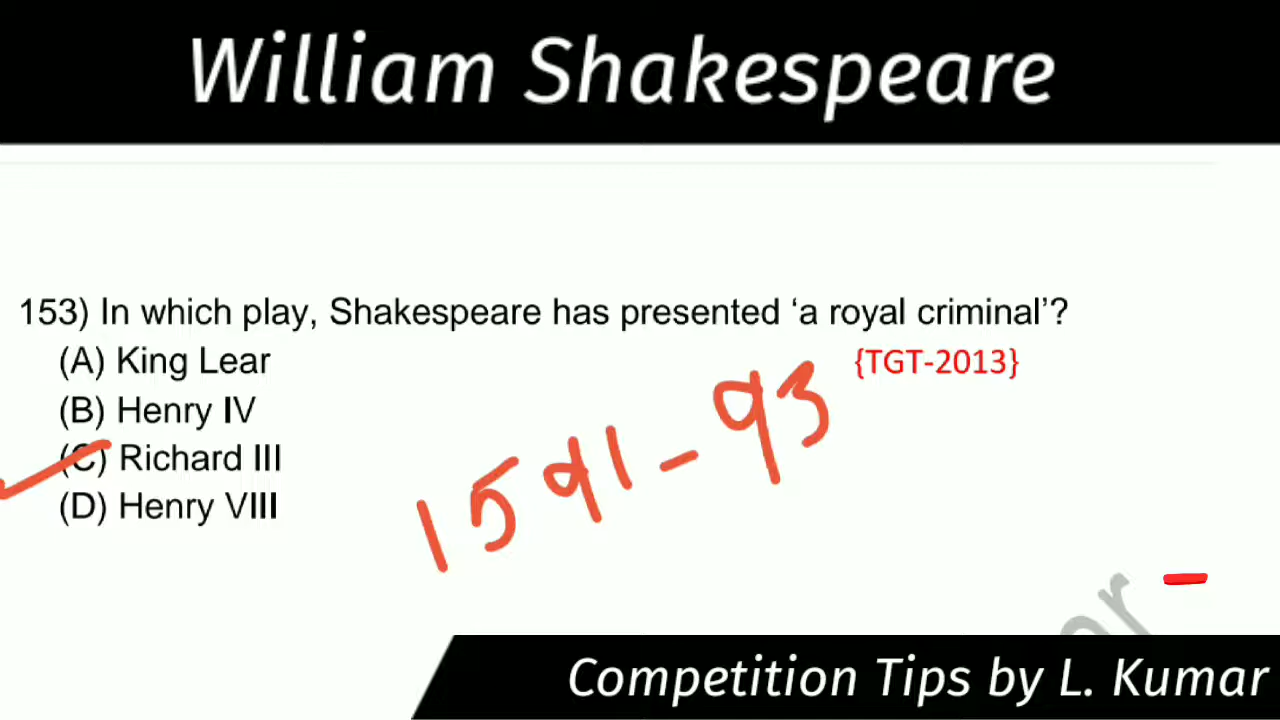 William Shakespeare
153) In which play, Shakespeare has presented ‘a royal criminal’?
(A) King Lear
{TGT-2013}
(B) Henry IV
(C) Richard III
(D) Henry VIII
1591-93
Competition Tips by L. Kumar